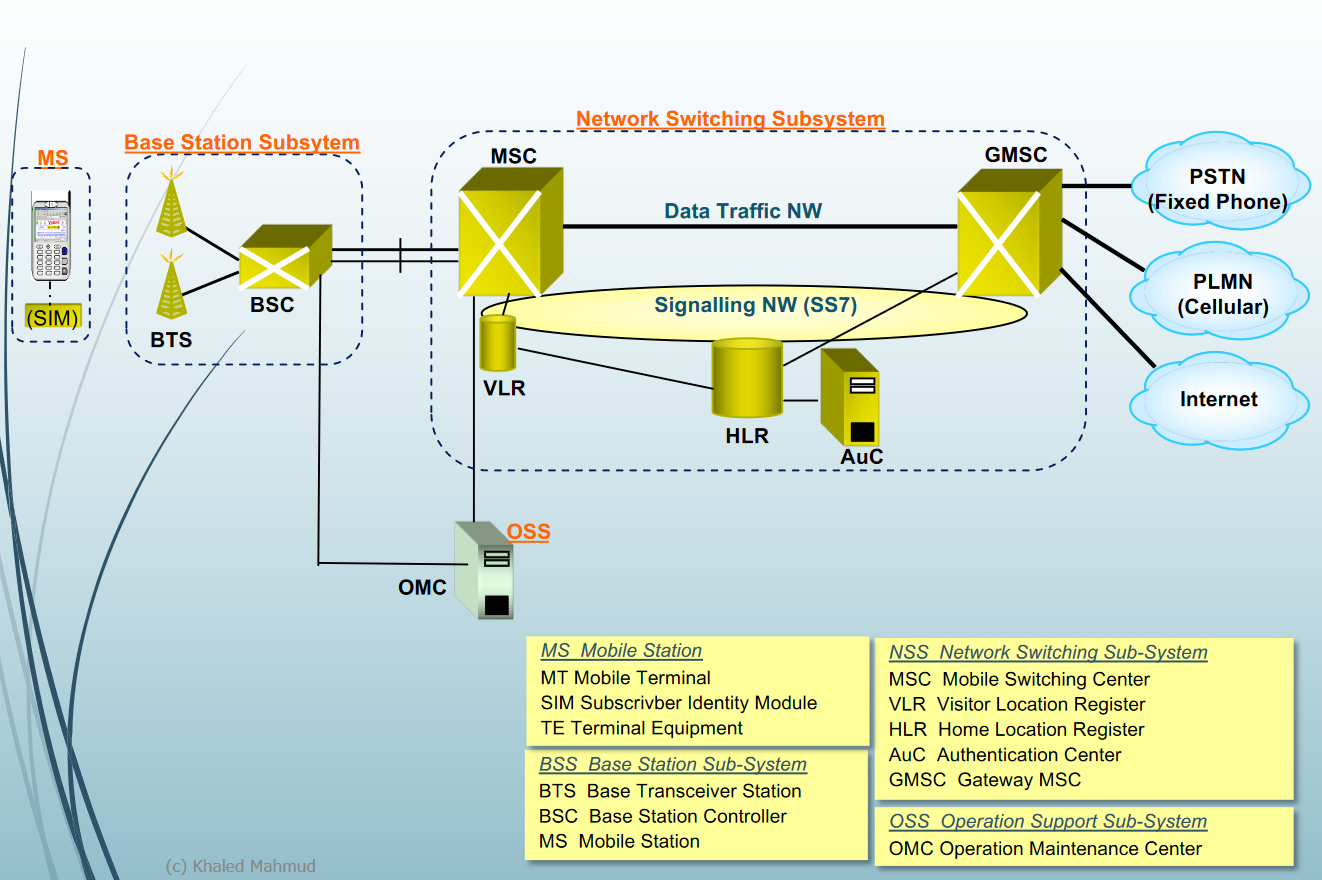 Network Switching Subsystem
Base Station Subsytem
MS
MSC
GMSC
PSTN
(Fixed Phone)
Data Traffic NW
PLMN
(Cellular)
Signalling NW (SS7)
(SIM)
BSC
BTS
VLR
HLR
AuC
Internet
OSS
OMC
MS Mobile Station
MT Mobile Terminal
SIM Subscrivber Identity Module
TE Terminal Equipment
BSS Base Station Sub-System
BTS Base Transceiver Station
BSC Base Station Controller
MS Mobile Station
NSS Network Switching Sub-System
MSC Mobile Switching Center
VLR Visitor Location Register
HLR Home Location Register
AuC Authentication Center
GMSC Gateway MSC
OSS Operation Support Sub-System
OMC Operation Maintenance Center
(c) Khaled Mahmud